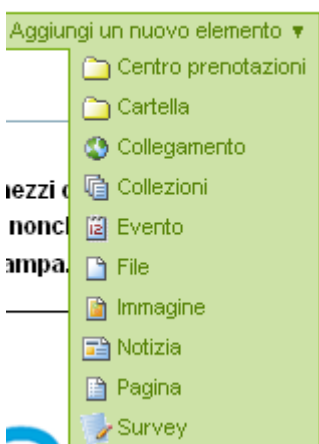 Aggiungi un nuovo elemento ▼
Centro prenotazioni
Cartella
Collegamento
Collezioni
Evento
File
Immagine
Notizia
Pagina
Survey